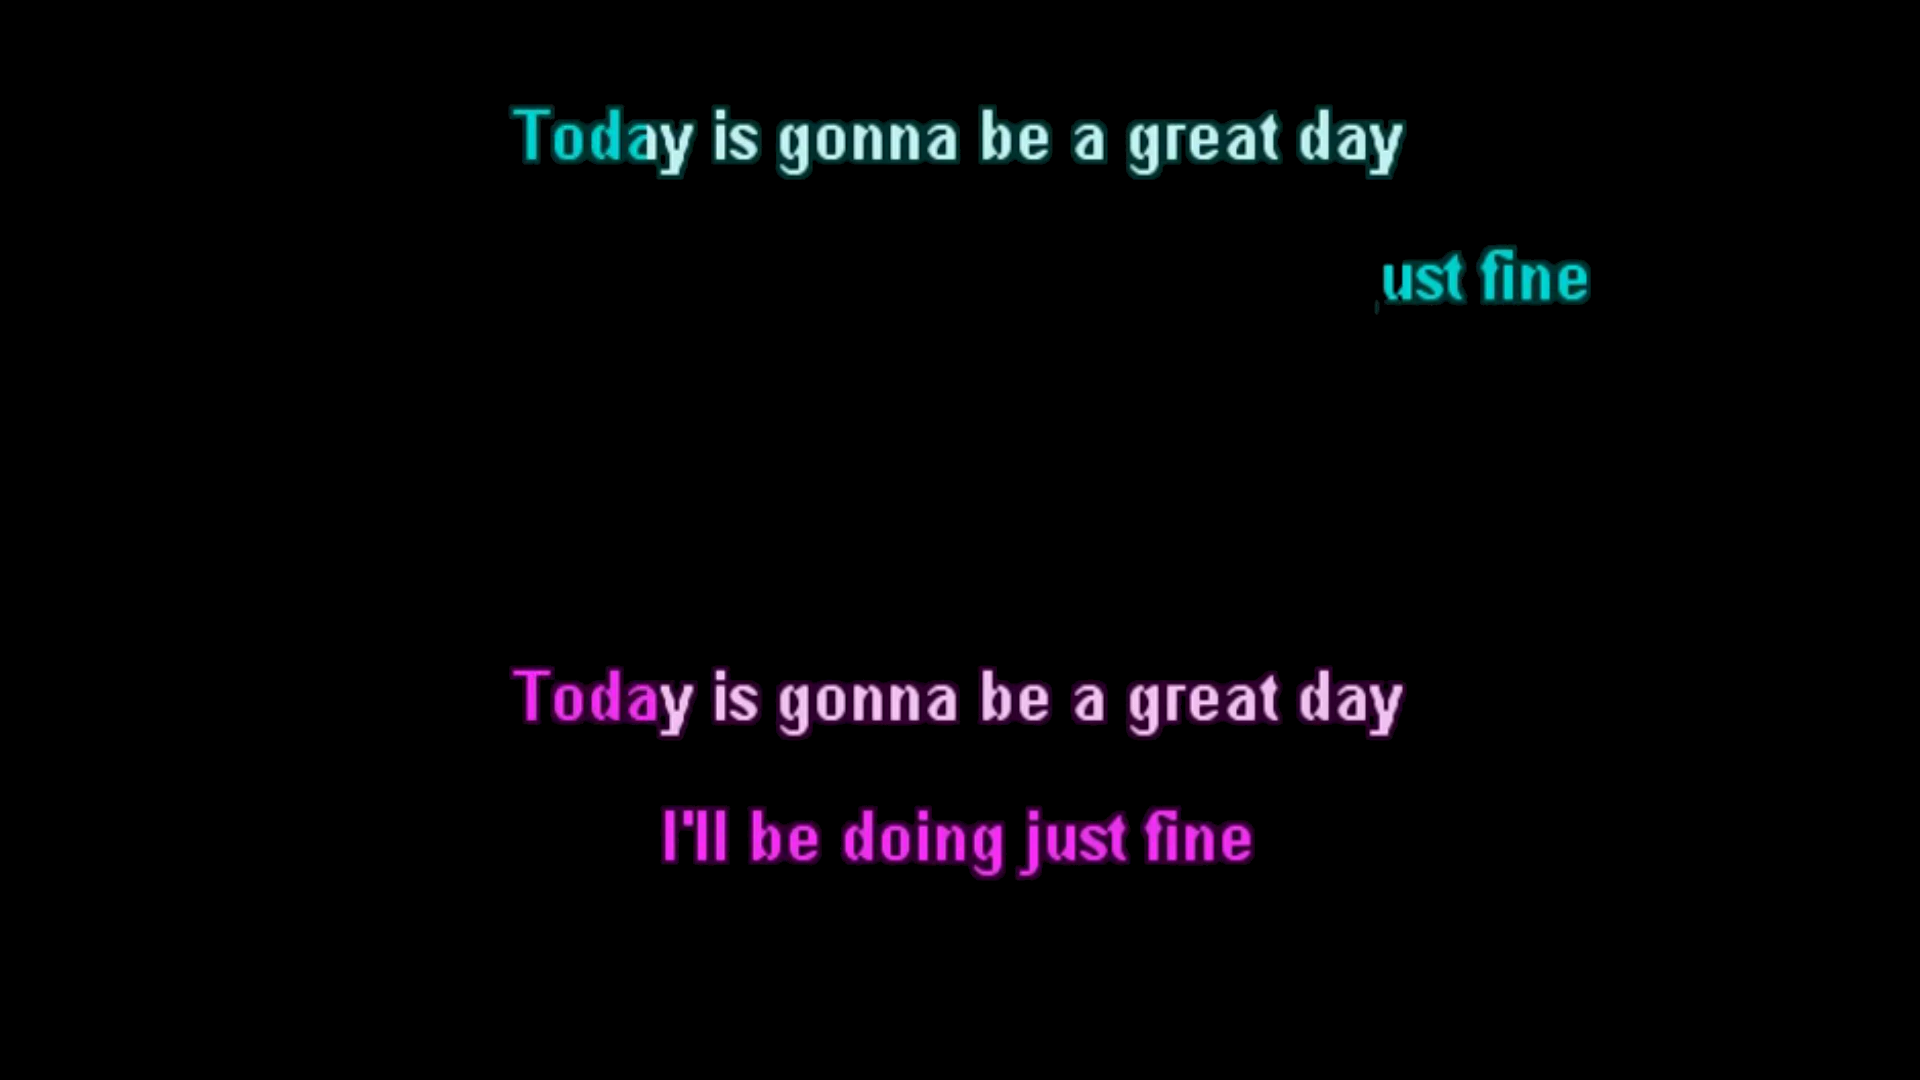 Today is gonna be a great day
ust fine
Today is gonna be a great day
I'll be doing just fine